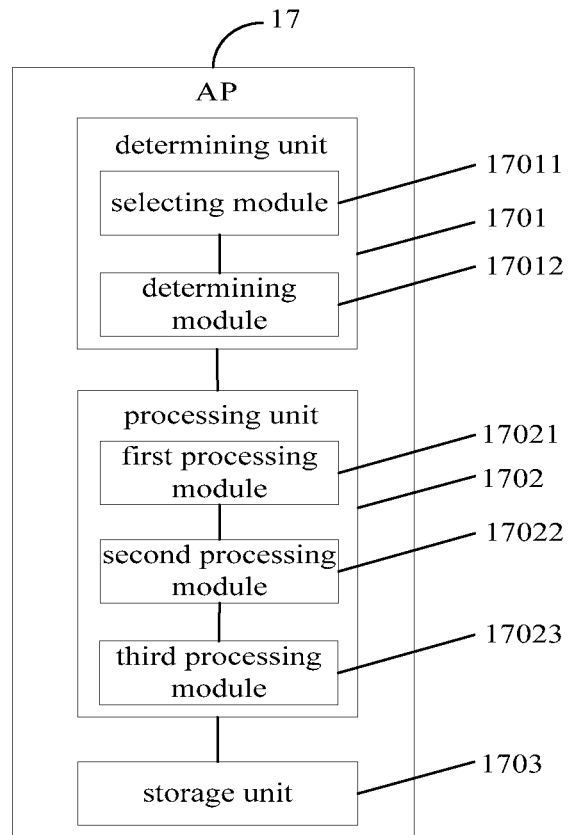 17
AP
determining unit
selecting module
17011
1701
determining
module
17012
processing unit
first processing
module
17021
1702
second processing
module
17022
third processing
module
17023
storage unit
1703